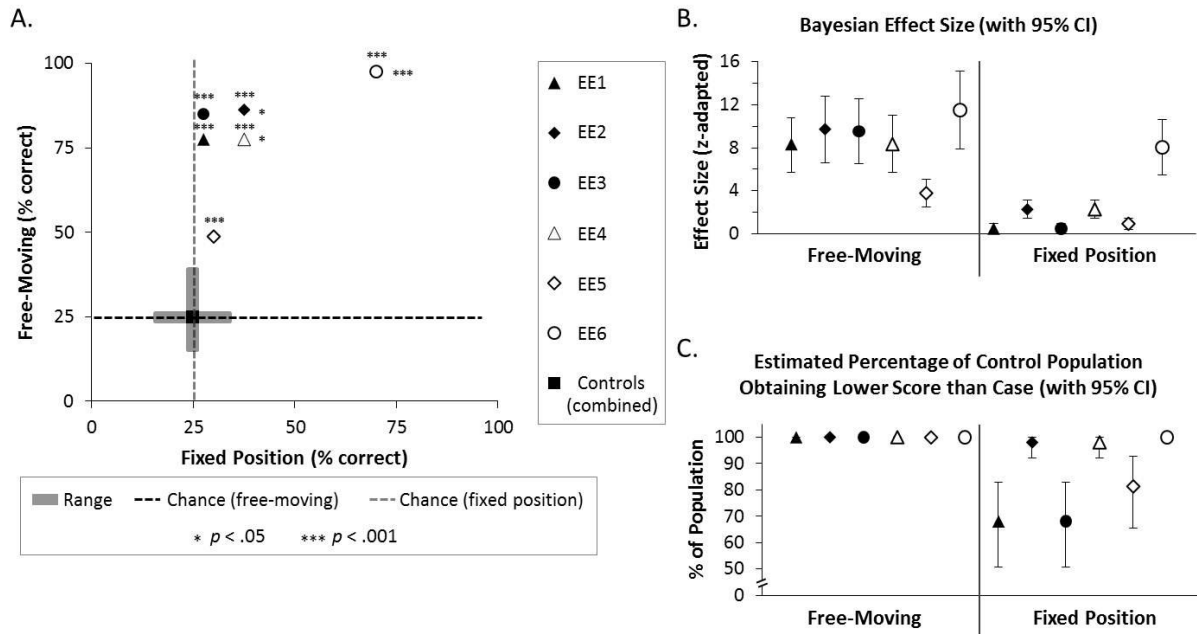 A.
100
75
50
25
0
Free-Moving (% correct)
***
***
***
***
*
***
***
*
***
***
0
25
50
75
100
Fixed Position (% correct)
EE1
EE2
EE3
EE4
EE5
EE6
Controls
(combined)
Range
Chance (free-moving)
Chance (fixed position)
* p < .05
*** p < .001
B.
Bayesian Effect Size (with 95% CI)
Effect Size (z-adapted)
16
12
8
4
0
Free-Moving
Fixed Position
C.
Estimated Percentage of Control Population
Obtaining Lower Score than Case (with 95% CI)
% of Population
100
90
80
70
60
50
0
Free-Moving
Fixed Position